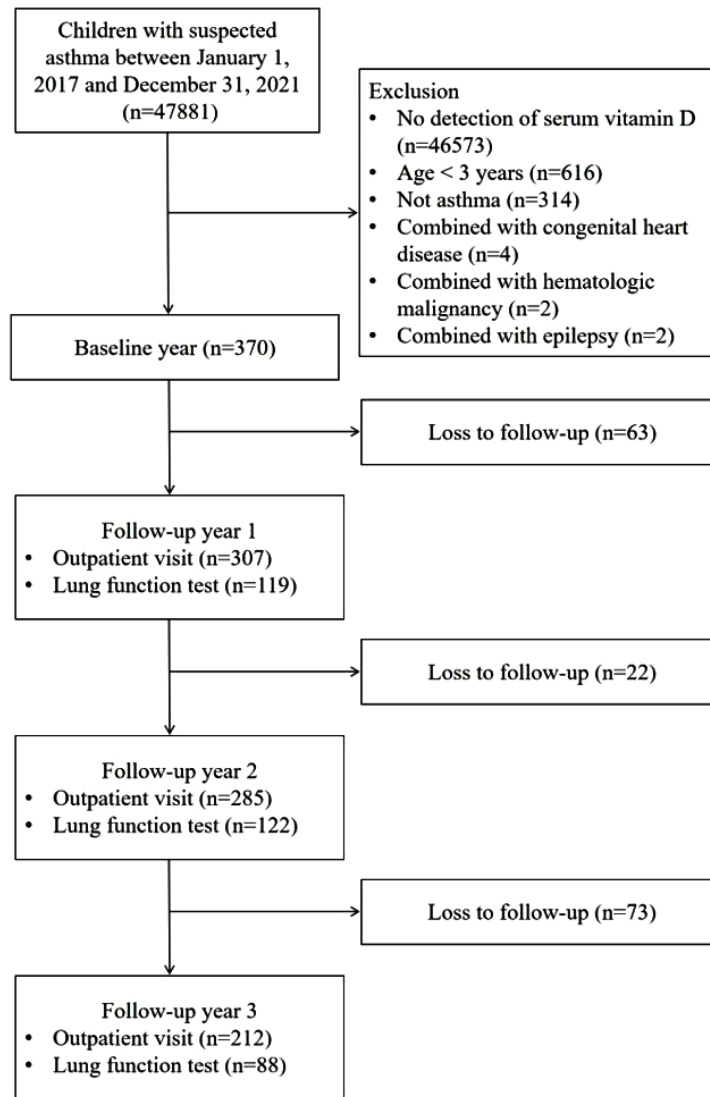 Children with suspected
asthma between January 1,
2017 and December 31, 2021
(n=47881)
Exclusion
• No detection of serum vitamin D
(n=46573)
• Age < 3 years (n=616)
• Not asthma (n=314)
• Combined with congenital heart
disease (n=4)
• Combined with hematologic
malignancy (n=2)
• Combined with epilepsy (n=2)
Baseline year (n=370)
Loss to follow-up (n=63)
Follow-up year 1
• Outpatient visit (n=307)
• Lung function test (n=119)
Loss to follow-up (n=22)
Follow-up year 2
• Outpatient visit (n=285)
• Lung function test (n=122)
Loss to follow-up (n=73)
Follow-up year 3
• Outpatient visit (n=212)
• Lung function test (n=88)